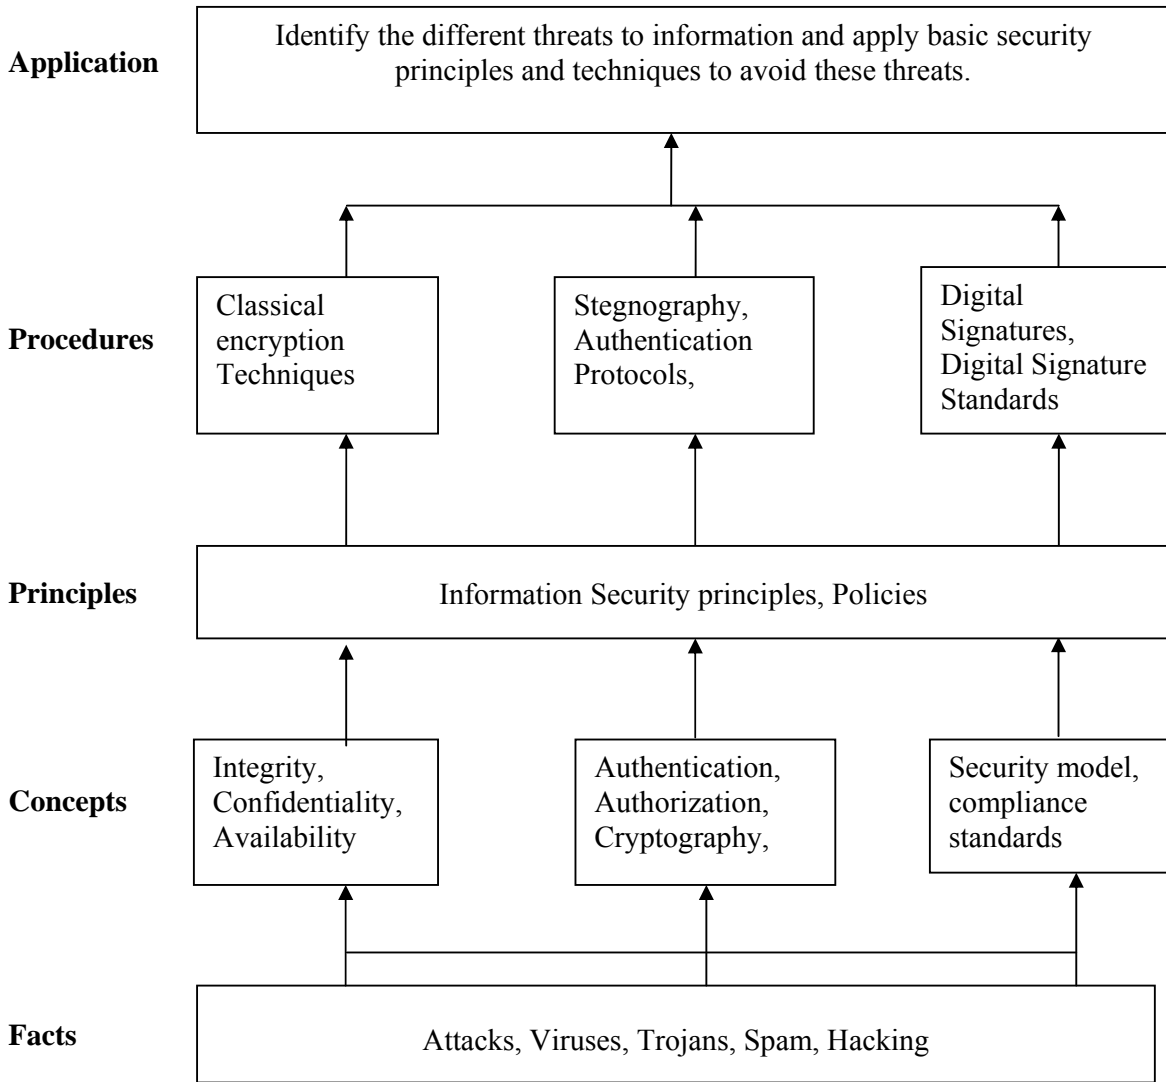 Application
Identify the different threats to information and apply basic security
principles and techniques to avoid these threats.
Procedures
Classical
encryption
Techniques
Stegnography,
Authentication
Protocols,
Digital
Signatures,
Digital Signature
Standards
Principles
Information Security principles, Policies
Concepts
Integrity,
Confidentiality,
Availability
Authentication,
Authorization,
Cryptography,
Security model,
compliance
standards
Facts
Attacks, Viruses, Trojans, Spam, Hacking